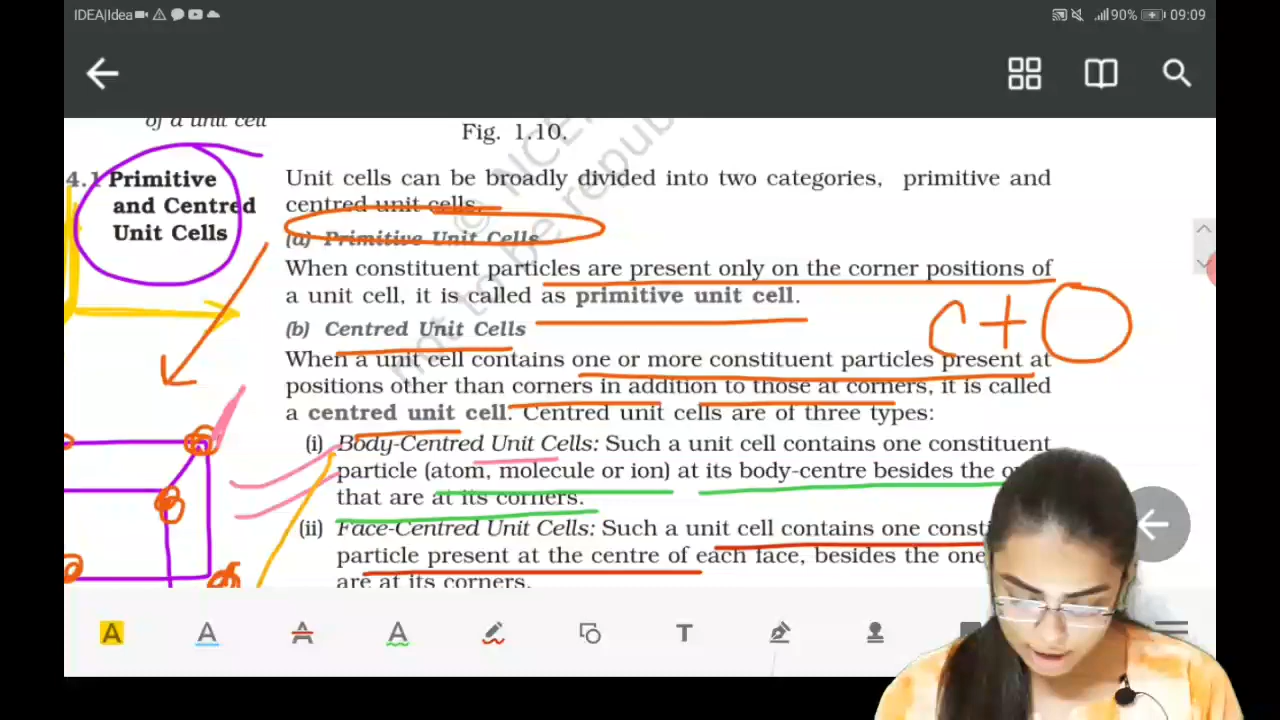 IDEA|Idea 90% 09:09
of a unit cell
Fig. 1.10.
4.1 Primitive and Centred Unit Cells
Unit cells can be broadly divided into two categories, primitive and
centred unit cells.
(a) Primitive Unit Cells
When constituent particles are present only on the corner positions of
a unit cell, it is called as primitive unit cell.
(b) Centred Unit Cells
C + O
When a unit cell contains one or more constituent particles present at
positions other than corners in addition to those at corners, it is called
a centred unit cell. Centred unit cells are of three types:
(i) Body-Centred Unit Cells: Such a unit cell contains one constituent
particle (atom, molecule or ion) at its body-centre besides the
that are at its corners.
(ii) Face-Centred Unit Cells: Such a unit cell contains one
particle present at the centre of each face, besides the
are at its corners.
© NCE
not to be repub
A A A A T